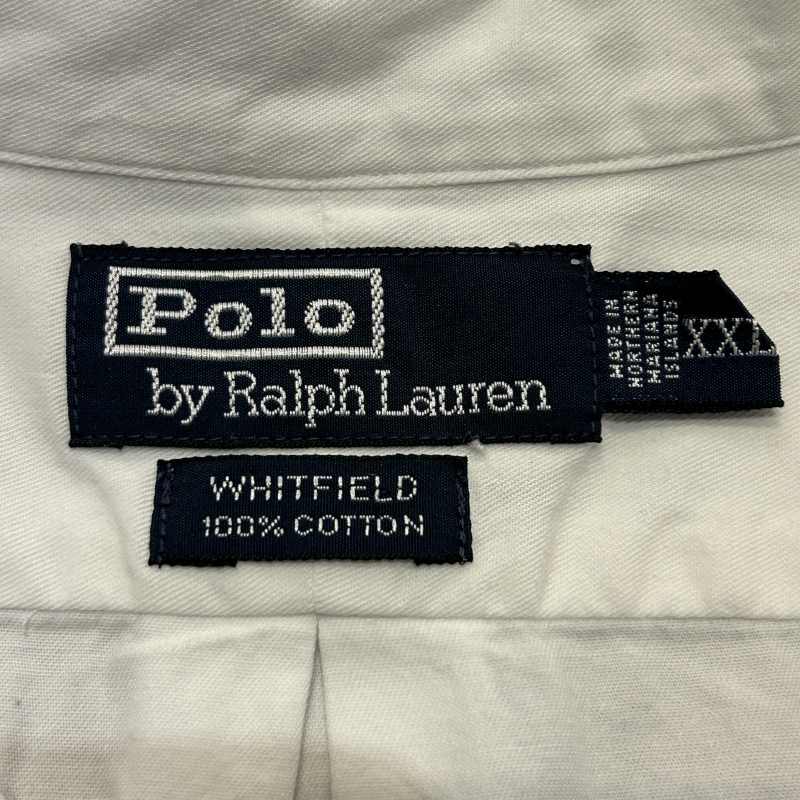 Polo
by Ralph Lauren
MADE IN
NORTHERN
MARIANA
ISLANDS
XXL
WHITFIELD
100% COTTON